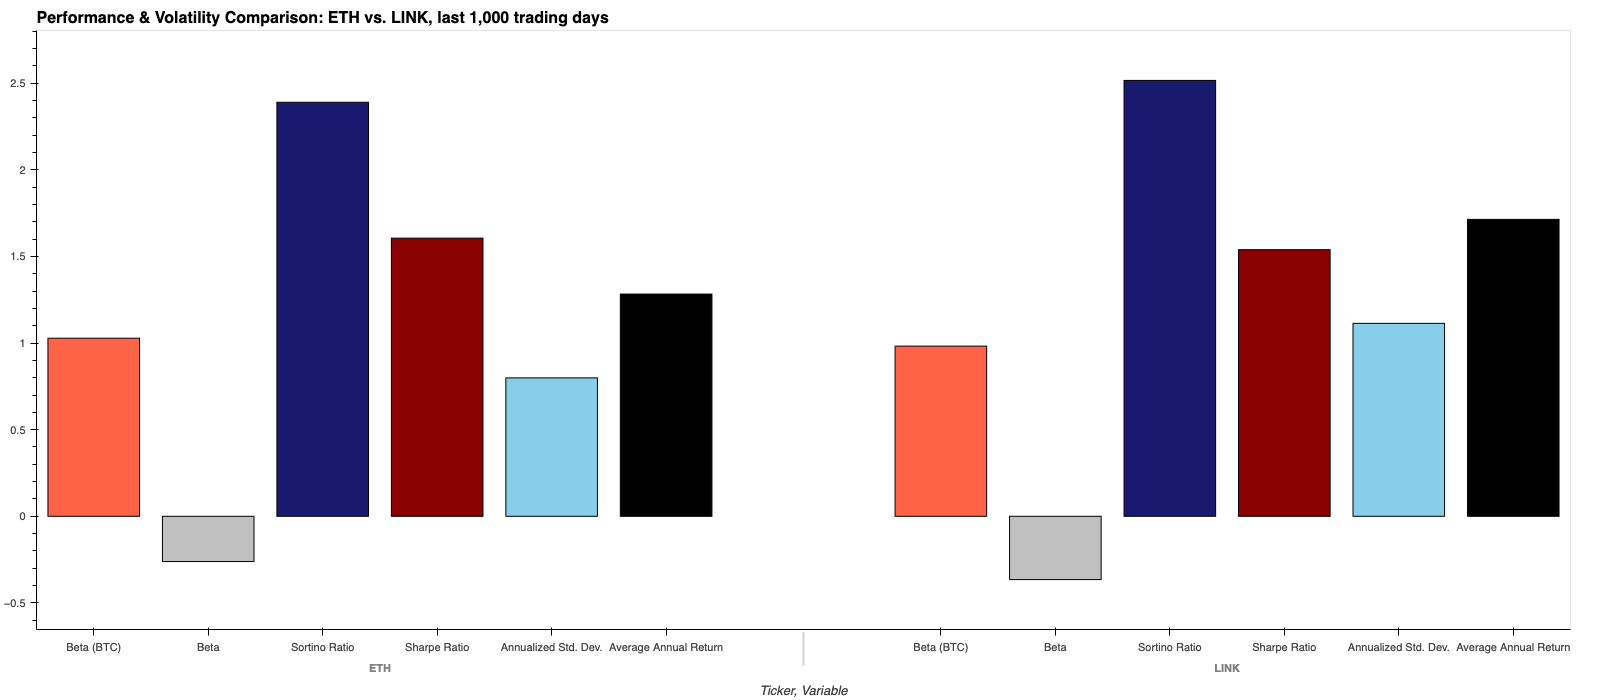 Performance & Volatility Comparison: ETH vs. LINK, last 1,000 trading days
2.5
2
1.5
1
0.5
0
−0.5
Beta (BTC) Beta Sortino Ratio Sharpe Ratio Annualized Std. Dev. Average Annual Return Beta (BTC) Beta Sortino Ratio Sharpe Ratio Annualized Std. Dev. Average Annual Return
ETH LINK
Ticker, Variable